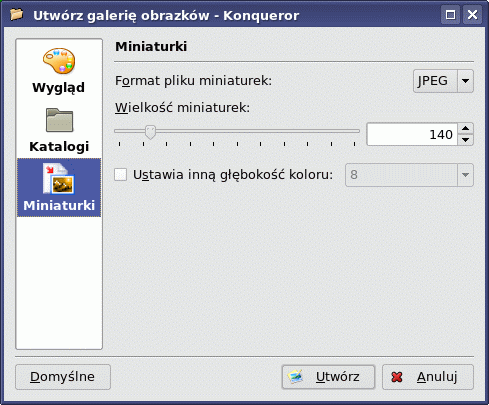 Utwórz galerię obrazków - Konqueror
Wygląd
Katalogi
Miniaturki
Miniaturki
Format pliku miniaturek: JPEG
Wielkość miniaturek:
140
Ustawia inną głębokość koloru: 8
Domyślne Utwórz Anuluj